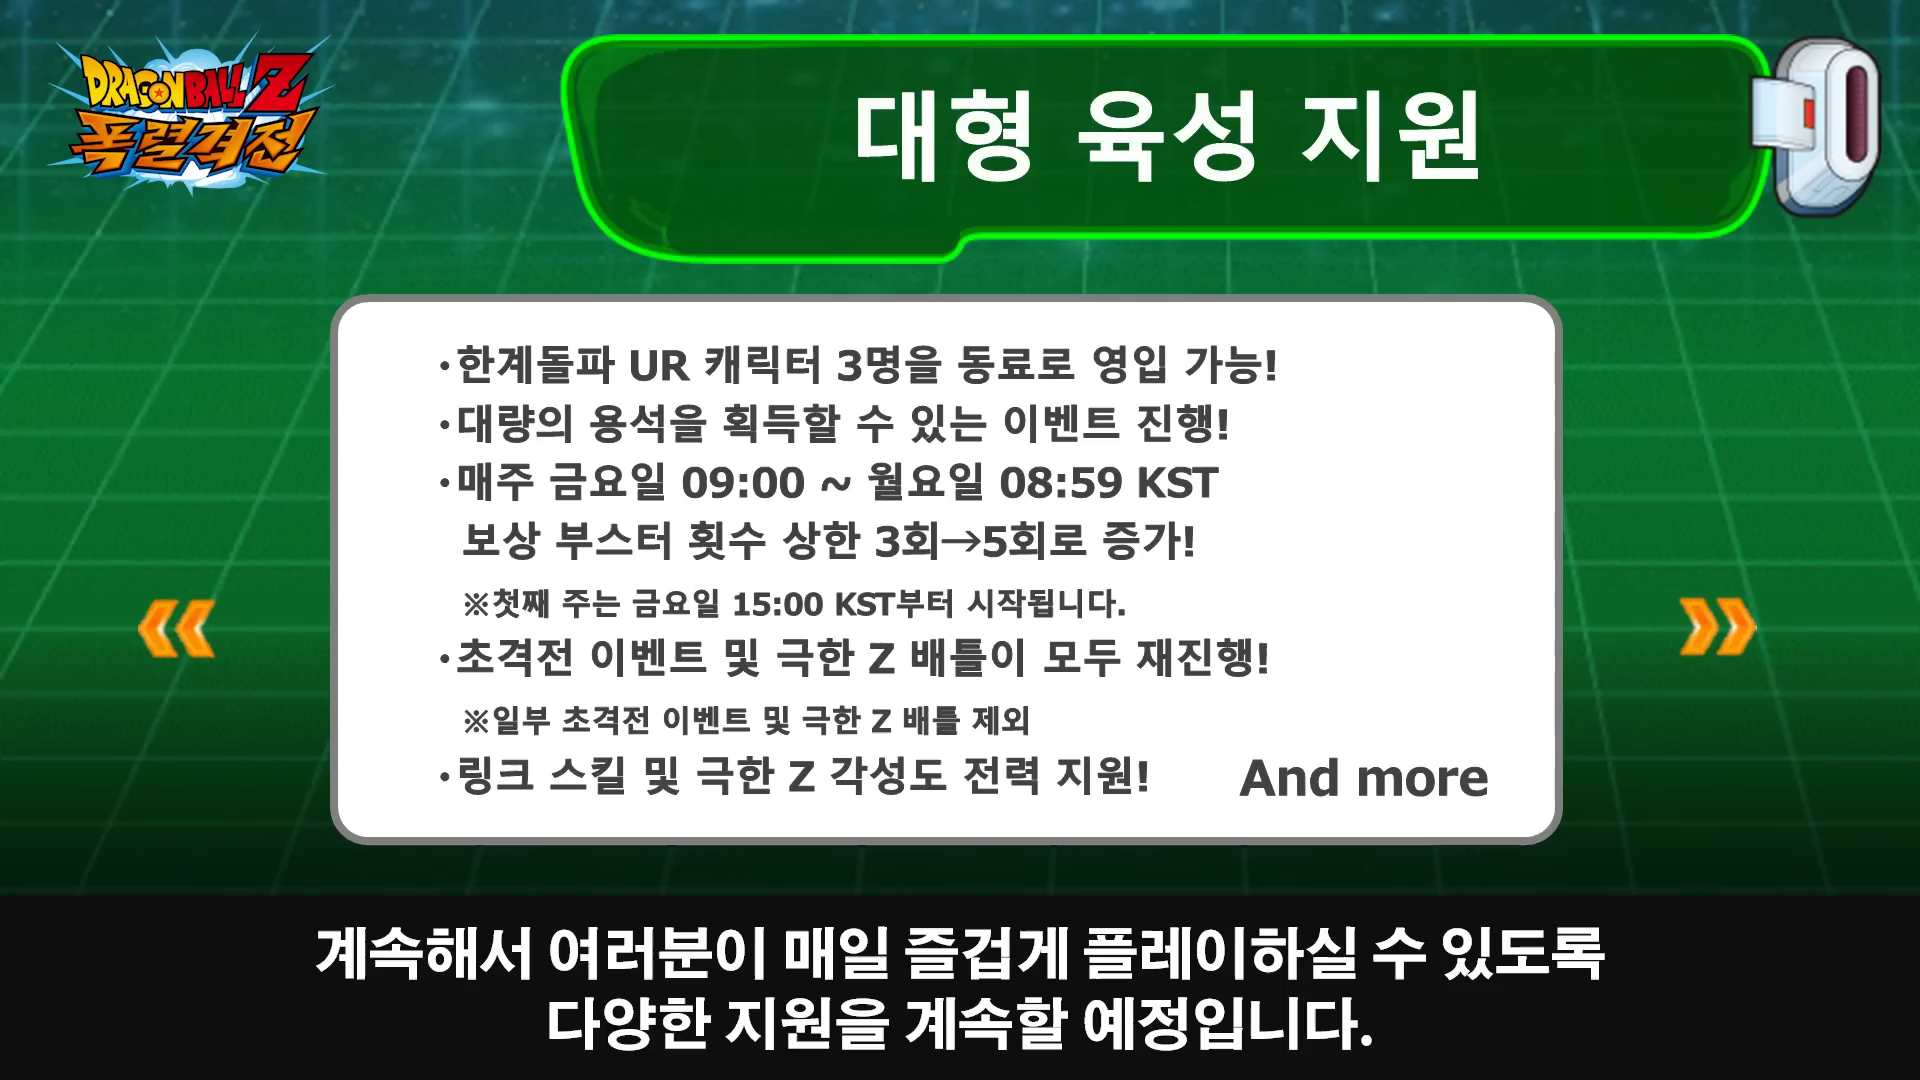 DRAGONBALL Z
폭렬격전
대형 육성 지원
·한계돌파 UR 캐릭터 3명을 동료로 영입 가능!
·대량의 용석을 획득할 수 있는 이벤트 진행!
·매주 금요일 09:00 ~ 월요일 08:59 KST
보상 부스터 횟수 상한 3회→5회로 증가!
※첫째 주는 금요일 15:00 KST부터 시작됩니다.
·초격전 이벤트 및 극한 Z 배틀이 모두 재진행!
※일부 초격전 이벤트 및 극한 Z 배틀 제외
·링크 스킬 및 극한 Z 각성도 전력 지원!
And more
계속해서 여러분이 매일 즐겁게 플레이하실 수 있도록
다양한 지원을 계속할 예정입니다.